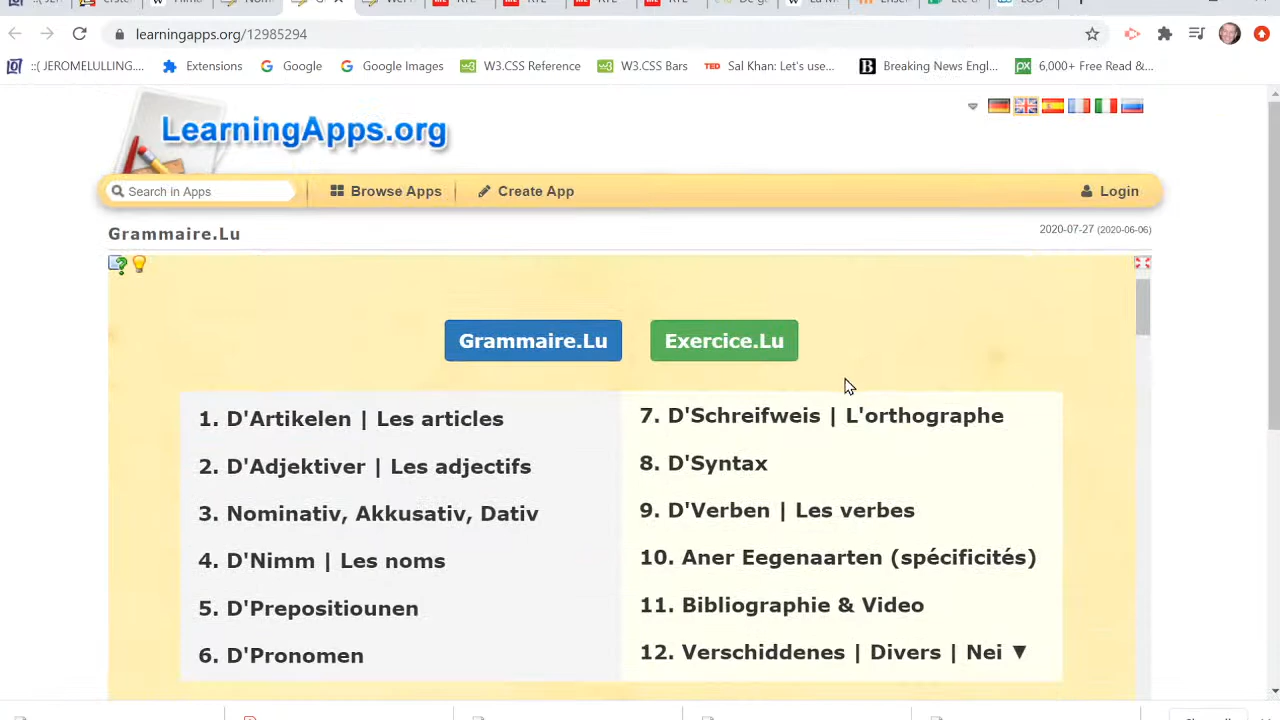 learningapps.org/12985294
::( JEROMELULLING.... Extensions Google Google Images W3.CSS Reference W3.CSS Bars TED Sal Khan: Let's use... B Breaking News Engl... px 6,000+ Free Read &...
LearningApps.org
Search in Apps Browse Apps Create App Login
Grammaire.Lu 2020-07-27 (2020-06-06)
Grammaire.Lu Exercice.Lu
1. D'Artikelen | Les articles
2. D'Adjektiver | Les adjectifs
3. Nominativ, Akkusativ, Dativ
4. D'Nimm | Les noms
5. D'Prepositiounen
6. D'Pronomen
7. D'Schreifweis | L'orthographe
8. D'Syntax
9. D'Verben | Les verbes
10. Aner Eegenaarten (spécificités)
11. Bibliographie & Video
12. Verschiddenes | Divers | Nei ▼